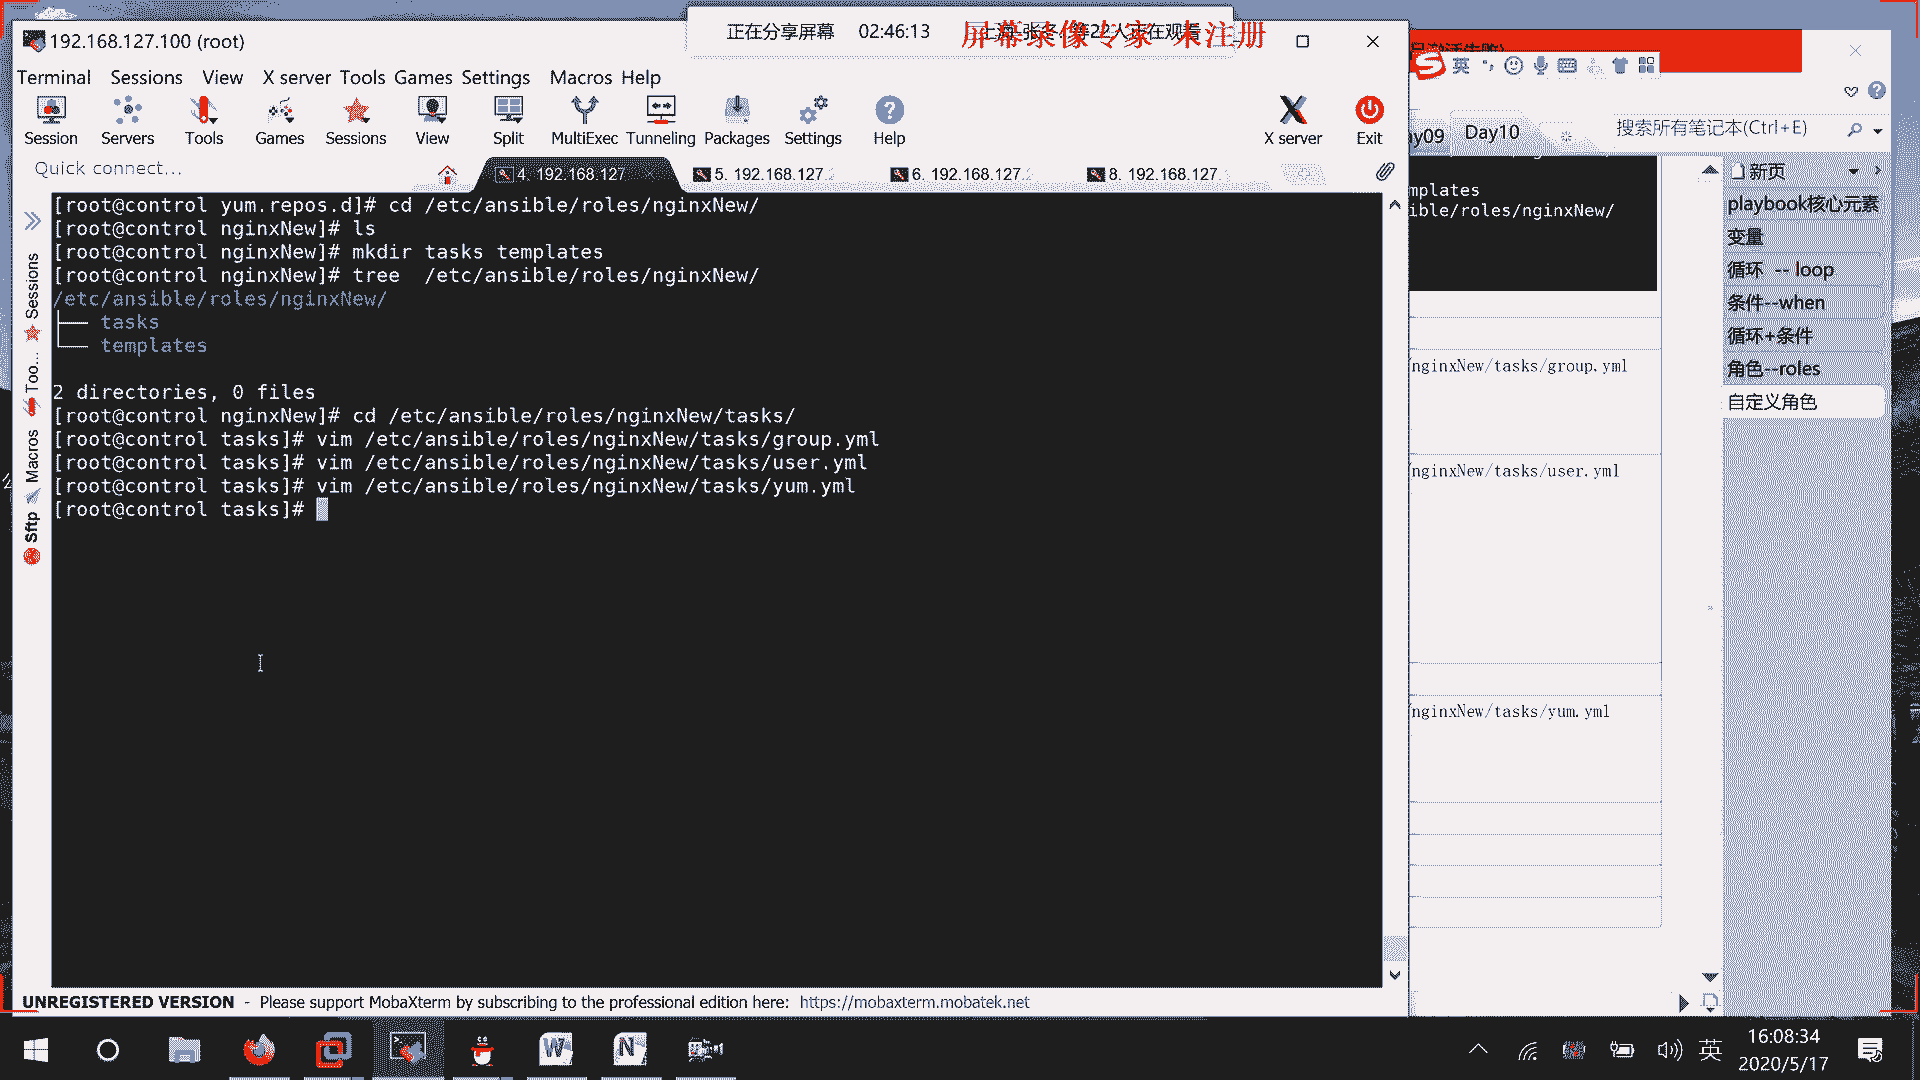 正在分享屏幕 02:46:13
屏幕录像专家 未注册
192.168.127.100 (root)
Terminal Sessions View X server Tools Games Settings Macros Help
Session Servers Tools Games Sessions View Split MultiExec Tunneling Packages Settings Help X server Exit
Quick connect...
4. 192.168.127
5. 192.168.127.
6. 192.168.127.
8. 192.168.127.
Sessions
Too...
Macros
Sftp
[root@control yum.repos.d]# cd /etc/ansible/roles/nginxNew/
[root@control nginxNew]# ls
[root@control nginxNew]# mkdir tasks templates
[root@control nginxNew]# tree  /etc/ansible/roles/nginxNew/
/etc/ansible/roles/nginxNew/
├── tasks
└── templates
2 directories, 0 files
[root@control nginxNew]# cd /etc/ansible/roles/nginxNew/tasks/
[root@control tasks]# vim /etc/ansible/roles/nginxNew/tasks/group.yml
[root@control tasks]# vim /etc/ansible/roles/nginxNew/tasks/user.yml
[root@control tasks]# vim /etc/ansible/roles/nginxNew/tasks/yum.yml
[root@control tasks]#
UNREGISTERED VERSION - Please support MobaXterm by subscribing to the professional edition here: https://mobaxterm.mobatek.net
英
y09 Day10
搜索所有笔记本(Ctrl+E)
mplates
ible/roles/nginxNew/
nginxNew/tasks/group.yml
nginxNew/tasks/user.yml
nginxNew/tasks/yum.yml
新页
playbook核心元素
变量
循环 -- loop
条件--when
循环+条件
角色--roles
自定义角色
英
16:08:34
2020/5/17